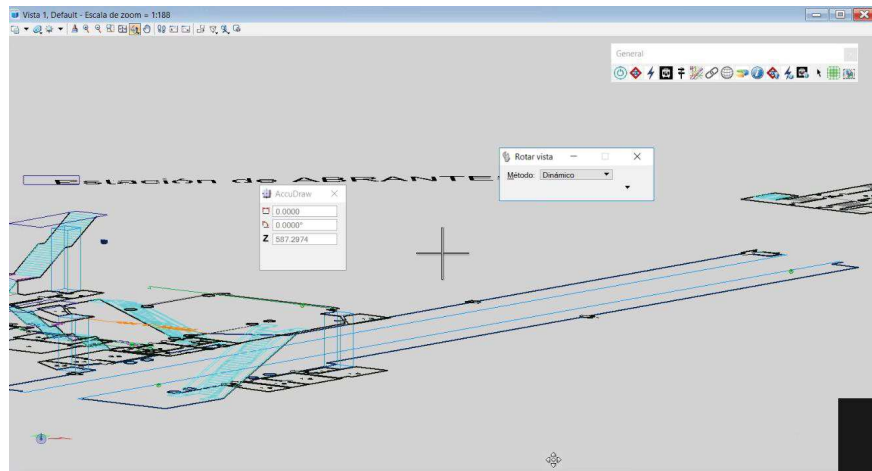 Vista 1, Default - Escala de zoom = 1:188
General
Rotar vista
Método: Dinámico
Estación de ABRANTE
AccuDraw
0.0000
0.0000°
Z 587.2974